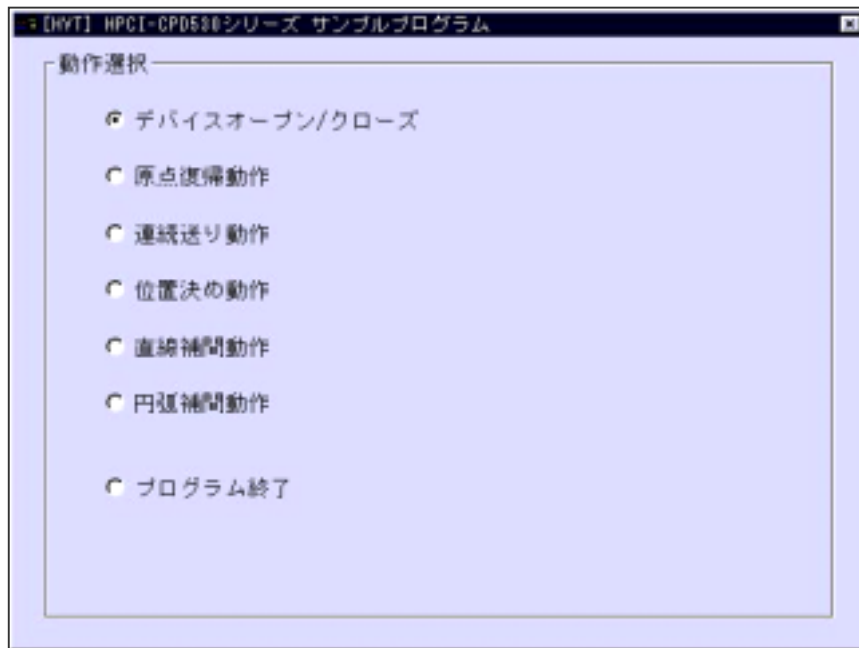 [HVT] HPCI-CPD530シリーズ サンプルプログラム
動作選択
デバイスオープン/クローズ
原点復帰動作
連続送り動作
位置決め動作
直線補間動作
円弧補間動作
プログラム終了